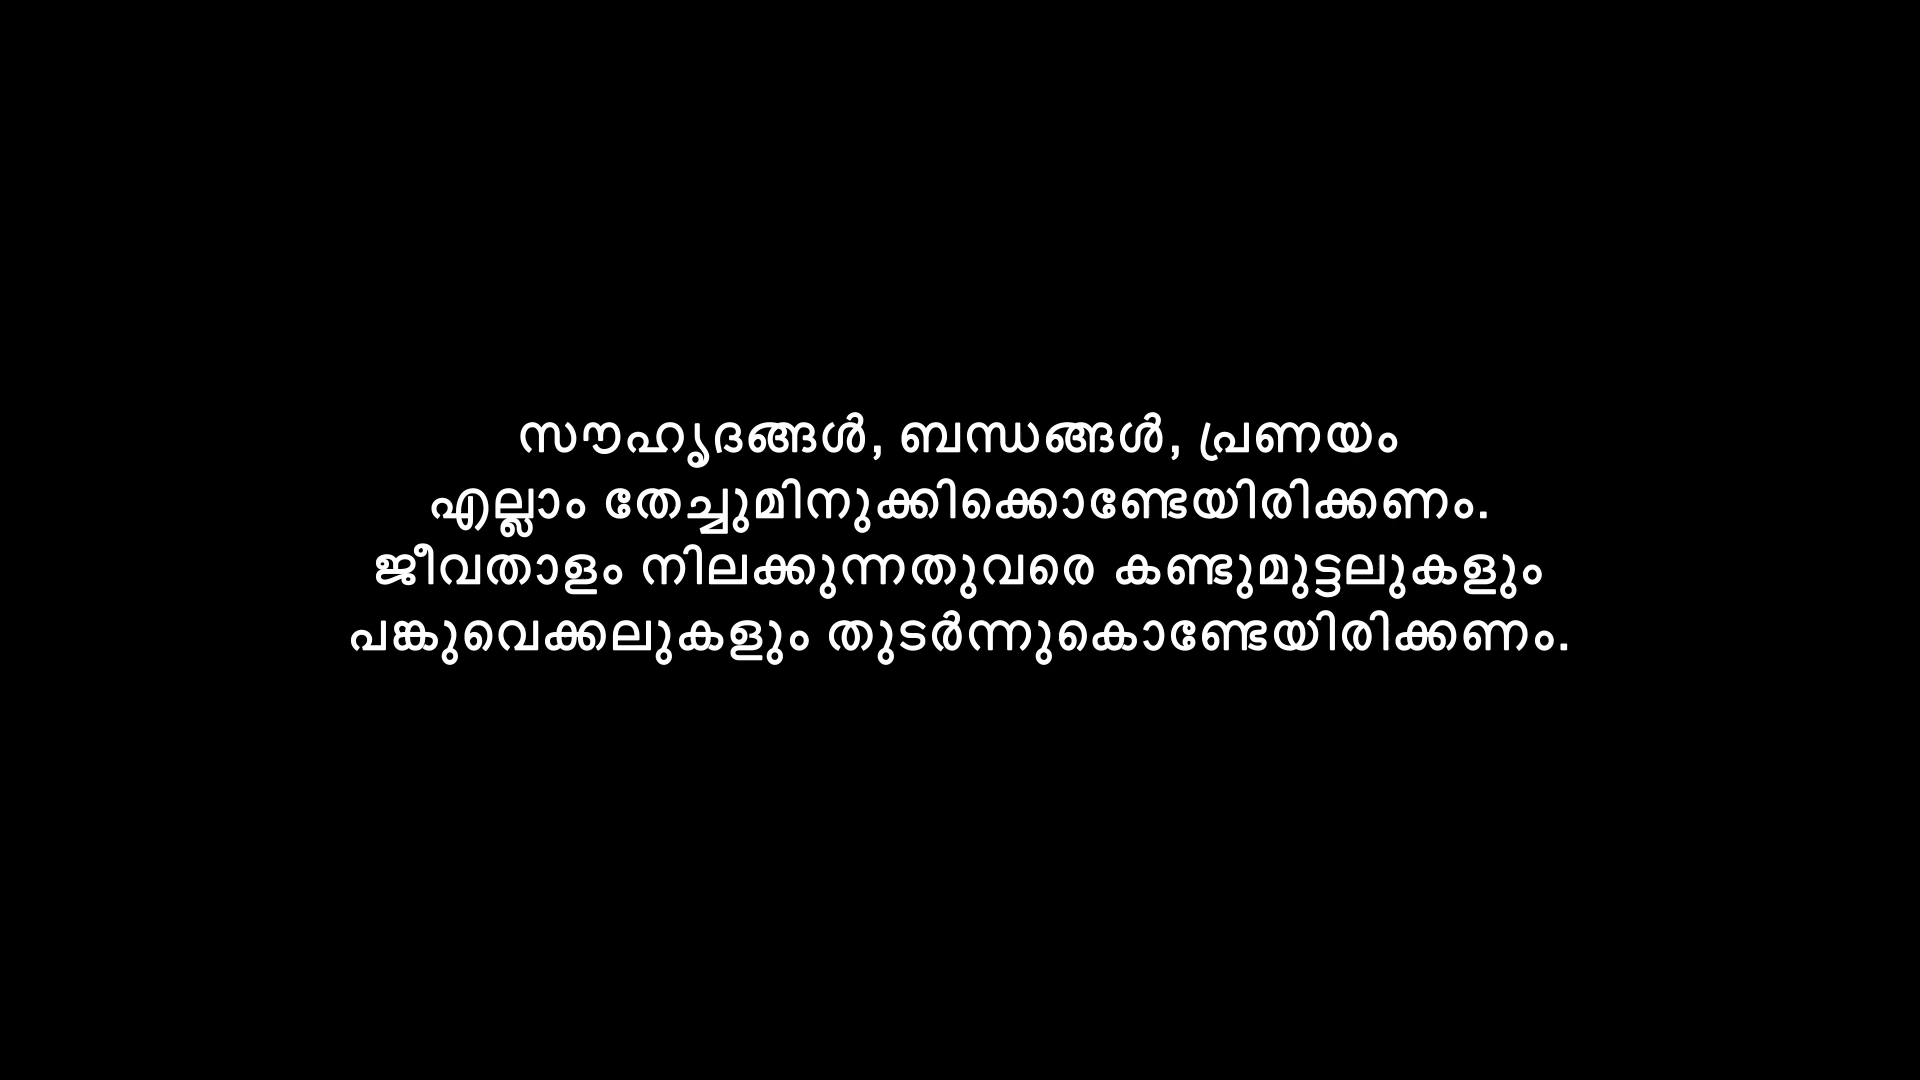 സൗഹൃദങ്ങൾ, ബന്ധങ്ങൾ, പ്രണയം
എല്ലാം തേച്ചുമിനുക്കിക്കൊണ്ടേയിരിക്കണം.
ജീവതാളം നിലക്കുന്നതുവരെ കണ്ടുമുട്ടലുകളും
പങ്കുവെക്കലുകളും തുടർന്നുകൊണ്ടേയിരിക്കണം.